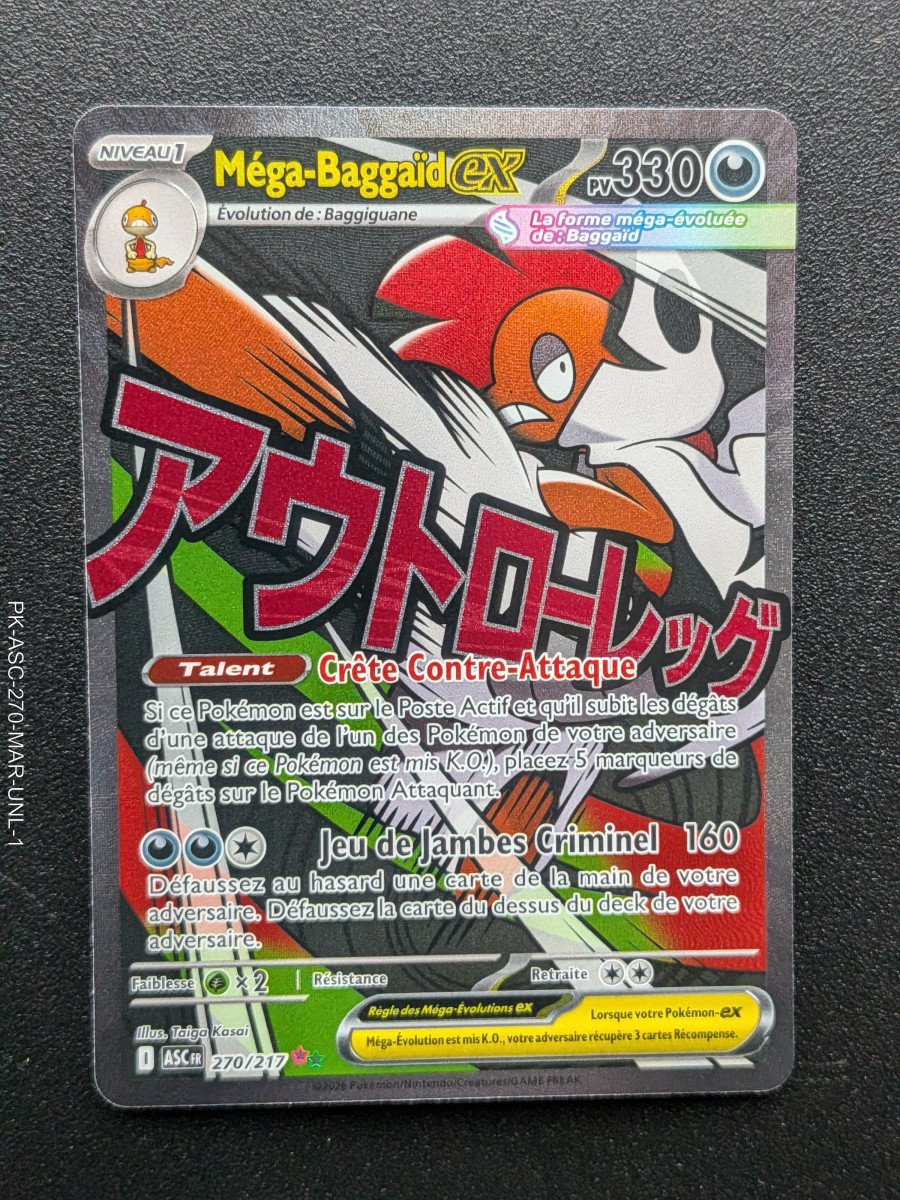 NIVEAU 1
Méga-Baggaïd ex
PV 330
Évolution de : Baggiguane
La forme méga-évoluée
de : Baggaïd
アウトローレッグ
Talent Crête Contre-Attaque
Si ce Pokémon est sur le Poste Actif et qu'il subit les dégâts
d'une attaque de l'un des Pokémon de votre adversaire
(même si ce Pokémon est mis K.O.), placez 5 marqueurs de
dégâts sur le Pokémon Attaquant.
Jeu de Jambes Criminel 160
Défaussez au hasard une carte de la main de votre
adversaire. Défaussez la carte du dessus du deck de votre
adversaire.
Faiblesse ×2 Résistance Retraite
Règle des Méga-Évolutions ex Lorsque votre Pokémon-ex
Méga-Évolution est mis K.O., votre adversaire récupère 3 cartes Récompense.
Illus. Taiga Kasai
I ASC FR 270/217
©2026 Pokémon/Nintendo/Creatures/GAME FREAK
PK-ASC-270-MAR-UNL-1